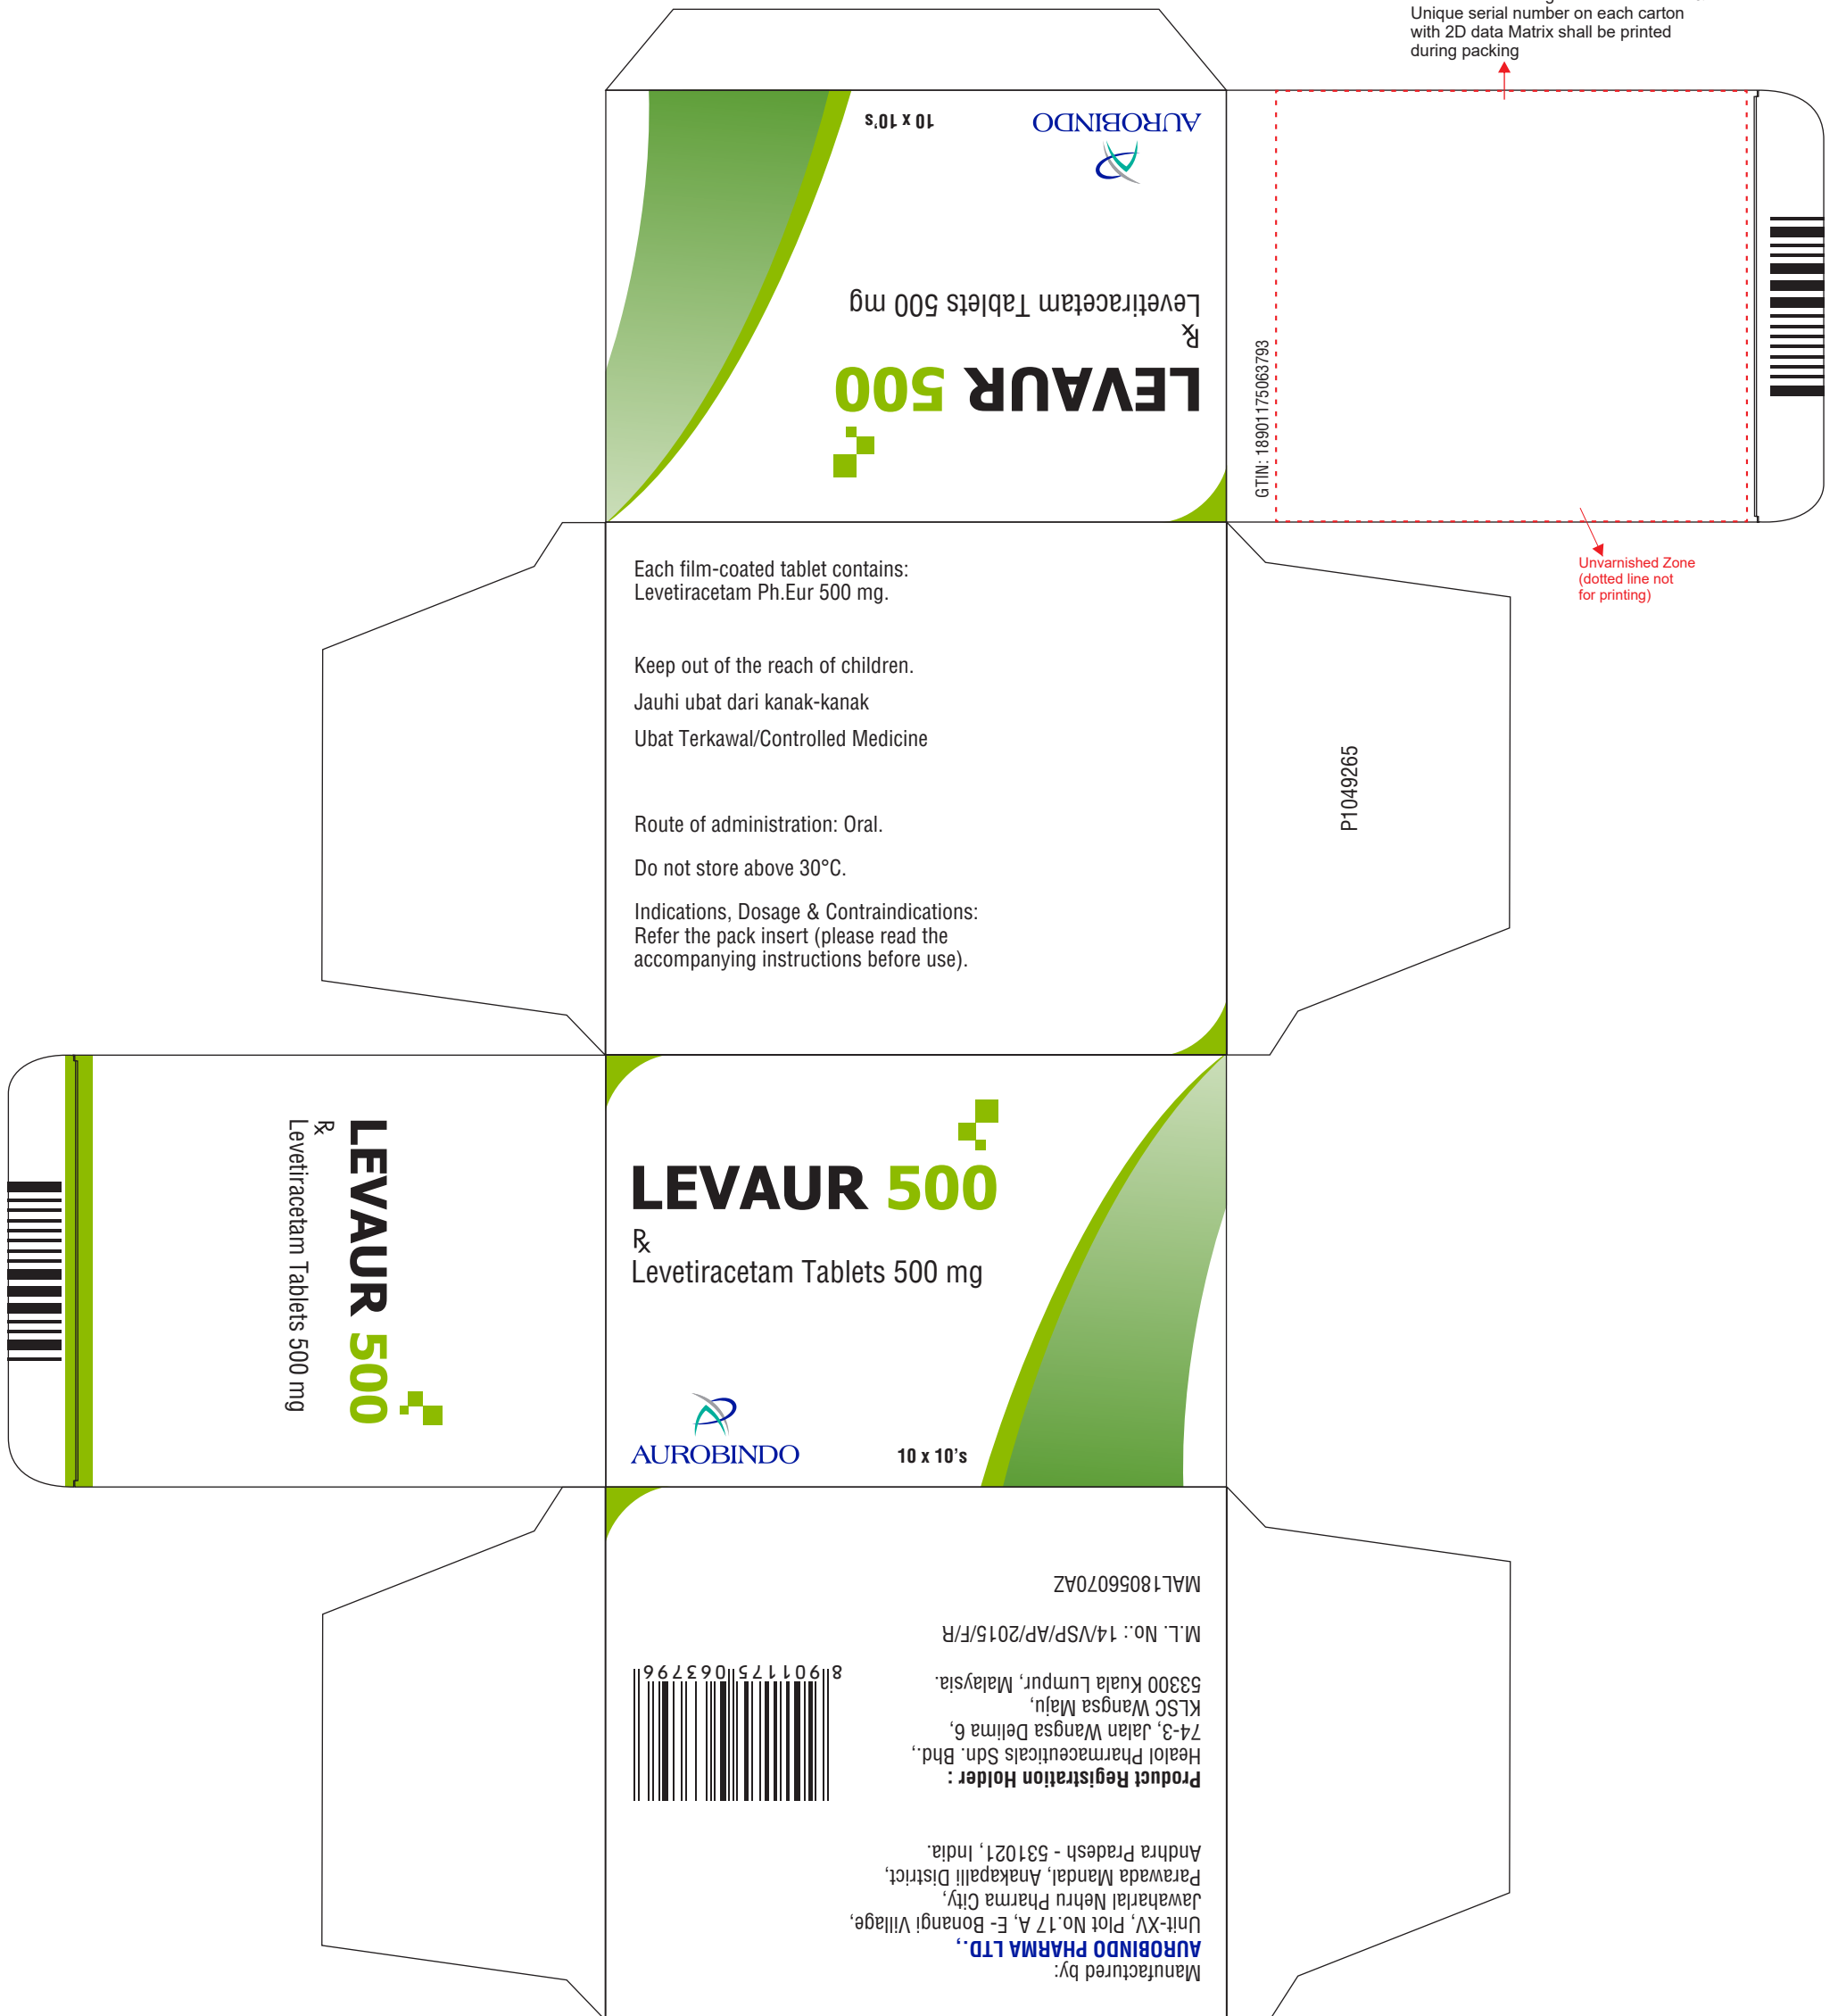 Unique serial number on each carton
with 2D data Matrix shall be printed
during packing
10 x 10's
AUROBINDO
Levetiracetam Tablets 500 mg
Rx
LEVAUR 500
GTIN: 18901175063793
Unvarnished Zone
(dotted line not
for printing)
Each film-coated tablet contains:
Levetiracetam Ph.Eur 500 mg.
Keep out of the reach of children.
Jauhi ubat dari kanak-kanak
Ubat Terkawal/Controlled Medicine
Route of administration: Oral.
Do not store above 30°C.
Indications, Dosage & Contraindications:
Refer the pack insert (please read the
accompanying instructions before use).
P1049265
LEVAUR 500
Rx
Levetiracetam Tablets 500 mg
LEVAUR 500
Rx
Levetiracetam Tablets 500 mg
AUROBINDO
10 x 10’s
Manufactured by:
AUROBINDO PHARMA LTD.,
Unit-XV, Plot No.17 A, E- Bonangi Village,
Jawaharlal Nehru Pharma City,
Parawada Mandal, Anakapalli District,
Andhra Pradesh - 531021, India.
Product Registration Holder :
Healol Pharmaceuticals Sdn. Bhd.,
74-3, Jalan Wangsa Delima 6,
KLSC Wangsa Maju,
53300 Kuala Lumpur, Malaysia.
M.L. No.: 14/VSP/AP/2015/F/R
MAL18056070AZ
8 901175 063796